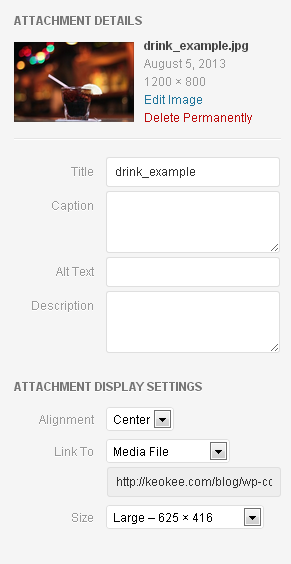 ATTACHMENT DETAILS
drink_example.jpg
August 5, 2013
1200 × 800
Edit Image
Delete Permanently
Title drink_example
Caption
Alt Text
Description
ATTACHMENT DISPLAY SETTINGS
Alignment Center
Link To Media File
http://keokee.com/blog/wp-cc
Size Large – 625 × 416